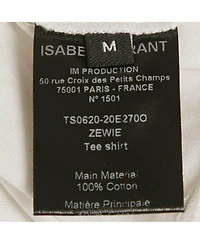 ISABE
RANT
M
IM PRODUCTION
50 rue Croix des Petits Champs
75001 PARIS - FRANCE
N° 1501
TS0620-20E270O
ZEWIE
Tee shirt
Main Material
100% Cotton
Matière Principale